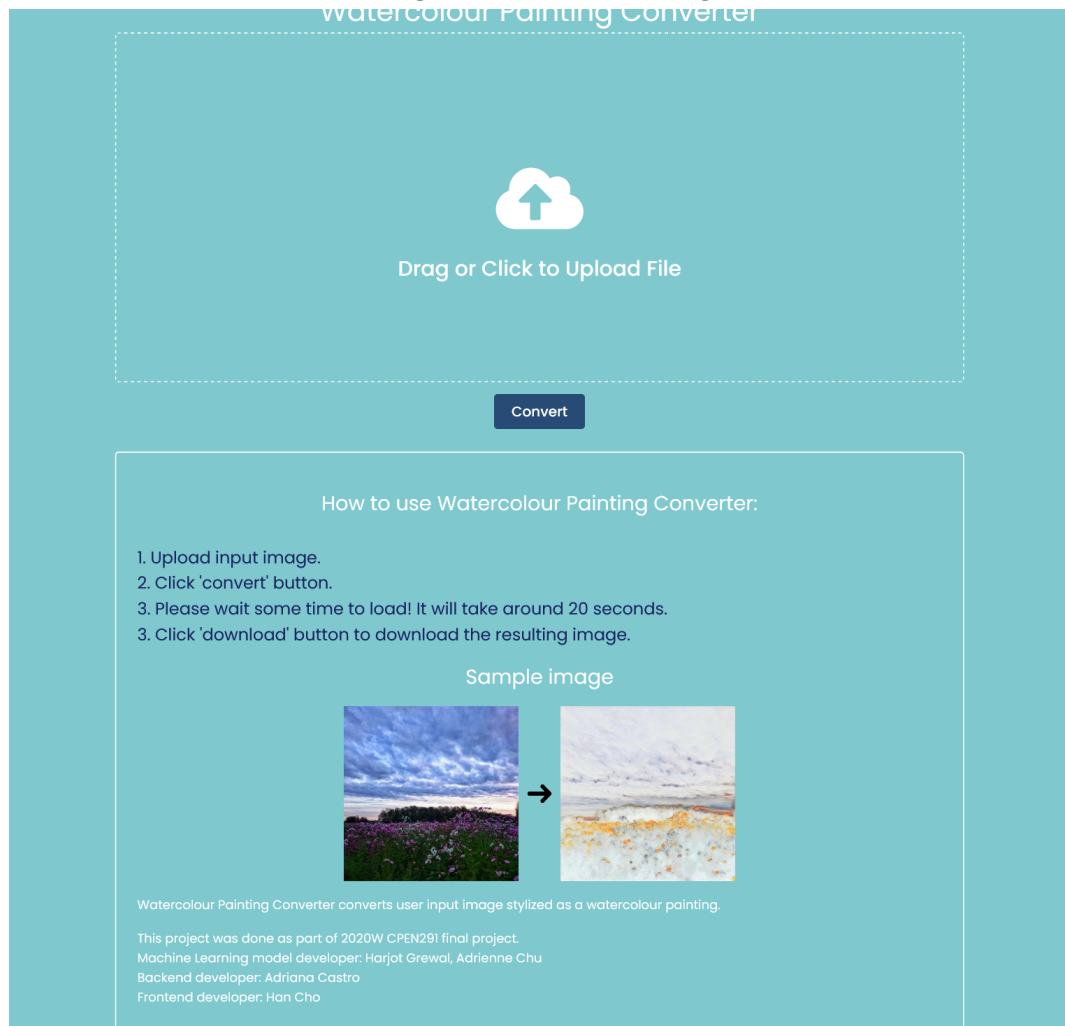 Watercolour Painting Converter
Drag or Click to Upload File
Convert
How to use Watercolour Painting Converter:
1. Upload input image.
2. Click 'convert' button.
3. Please wait some time to load! It will take around 20 seconds.
3. Click 'download' button to download the resulting image.
Sample image
Watercolour Painting Converter converts user input image stylized as a watercolour painting.
This project was done as part of 2020W CPEN291 final project.
Machine Learning model developer: Harjot Grewal, Adrienne Chu
Backend developer: Adriana Castro
Frontend developer: Han Cho